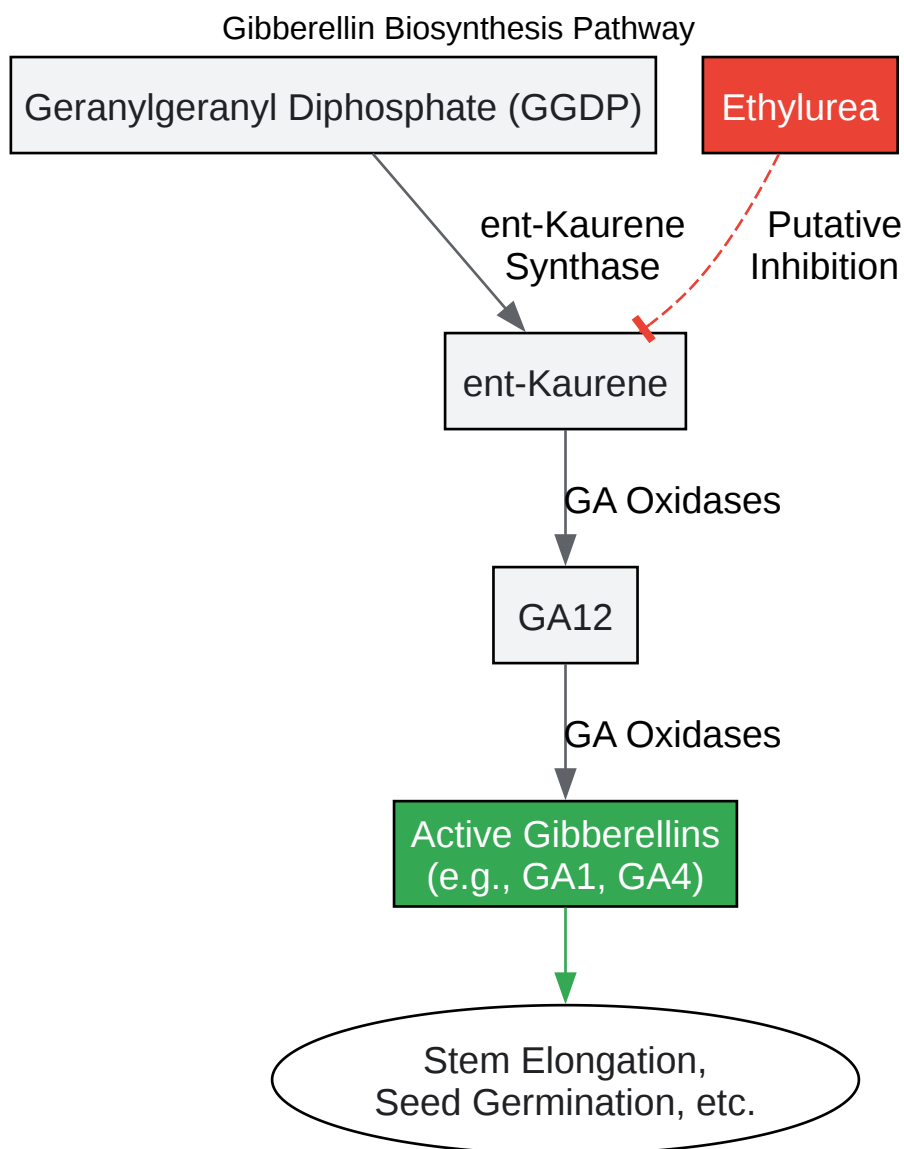 Gibberellin Biosynthesis Pathway
Geranylgeranyl Diphosphate (GGDP)
Ethylurea
ent-Kaurene
Synthase
Putative
Inhibition
ent-Kaurene
GA Oxidases
GA12
GA Oxidases
Active Gibberellins
(e.g., GA1, GA4)
Stem Elongation,
Seed Germination, etc.